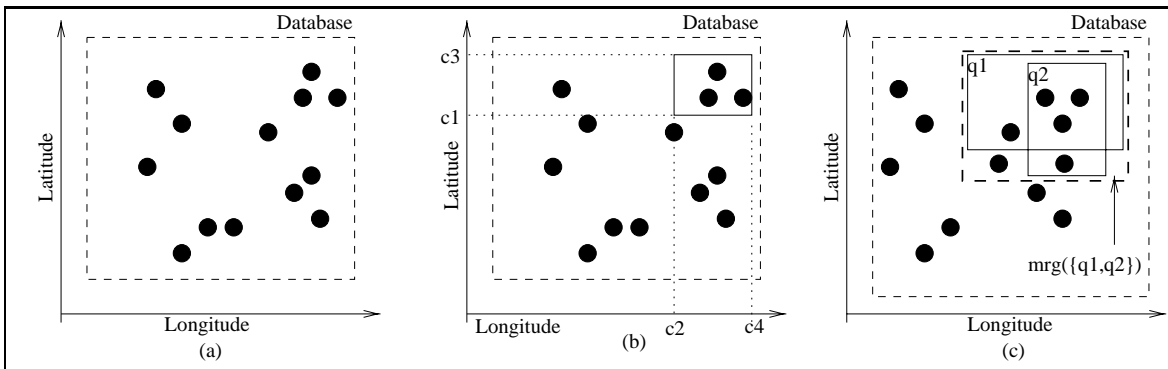 Database
Latitude
Longitude
(a)
Database
c3
c1
Latitude
Longitude
c2
c4
(b)
Database
q1
q2
Latitude
mrg({q1,q2})
Longitude
(c)